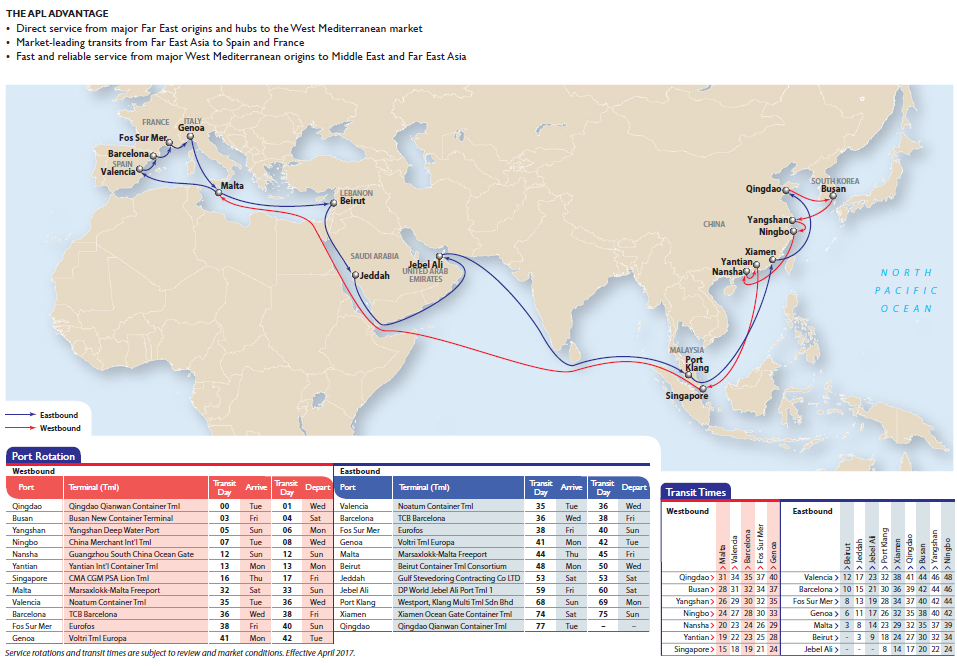 THE APL ADVANTAGE
• Direct service from major Far East origins and hubs to the West Mediterranean market
• Market-leading transits from Far East Asia to Spain and France
• Fast and reliable service from major West Mediterranean origins to Middle East and Far East Asia
FRANCE
ITALY
Genoa
Fos Sur Mer
Barcelona
SPAIN
Valencia
Malta
LEBANON
Beirut
SAUDI ARABIA
Jeddah
Jebel Ali
UNITED ARAB
EMIRATES
Qingdao
SOUTH KOREA
Busan
Yangshan
CHINA
Ningbo
Xiamen
Yantian
Nansha
NORTH
PACIFIC
OCEAN
MALAYSIA
Port
Klang
Singapore
Eastbound
Westbound
Port Rotation
Westbound
Port Terminal (Tml) Transit Day Arrive Transit Day Depart
Qingdao Qingdao Qianwan Container Tml 00 Tue 01 Wed
Busan Busan New Container Terminal 03 Fri 04 Sat
Yangshan Yangshan Deep Water Port 05 Sun 06 Mon
Ningbo China Merchant Int'l Tml 07 Tue 08 Wed
Nansha Guangzhou South China Ocean Gate 12 Sun 12 Sun
Yantian Yantian Int'l Container Tml 13 Mon 13 Mon
Singapore CMA CGM PSA Lion Tml 16 Thu 17 Fri
Malta Marsaxlokk-Malta Freeport 32 Sat 33 Sun
Valencia Noatum Container Tml 35 Tue 36 Wed
Barcelona TCB Barcelona 36 Wed 38 Fri
Fos Sur Mer Eurofos 38 Fri 40 Sun
Genoa Voltri Tml Europa 41 Mon 42 Tue
Eastbound
Port Terminal (Tml) Transit Day Arrive Transit Day Depart
Valencia Noatum Container Tml 35 Tue 36 Wed
Barcelona TCB Barcelona 36 Wed 38 Fri
Fos Sur Mer Eurofos 38 Fri 40 Sun
Genoa Voltri Tml Europa 41 Mon 42 Tue
Malta Marsaxlokk-Malta Freeport 44 Thu 45 Fri
Beirut Beirut Container Tml Consortium 48 Mon 50 Wed
Jeddah Gulf Stevedoring Contracting Co LTD 53 Sat 53 Sat
Jebel Ali DP World Jebel Ali Port Tml 1 59 Fri 60 Sat
Port Klang Westport, Klang Multi Tml Sdn Bhd 68 Sun 69 Mon
Xiamen Xiamen Ocean Gate Container Tml 74 Sat 75 Sun
Qingdao Qingdao Qianwan Container Tml 77 Tue – –
Transit Times
Westbound Malta Valencia Barcelona Fos Sur Mer Genoa
Qingdao 31 34 35 37 40
Busan 28 31 32 34 37
Yangshan 26 29 30 32 35
Ningbo 24 27 28 30 33
Nansha 20 23 24 26 29
Yantian 19 22 23 25 28
Singapore 15 18 19 21 24
Eastbound Beirut Jeddah Jebel Ali Port Klang Xiamen Qingdao Busan Yangshan Ningbo
Valencia 12 17 23 32 38 41 44 46 48
Barcelona 10 15 21 30 36 39 42 44 46
Fos Sur Mer 8 13 19 28 34 37 40 42 44
Genoa 6 11 17 26 32 35 38 40 42
Malta 3 8 14 23 29 32 35 37 39
Beirut - 3 9 18 24 27 30 32 34
Jebel Ali - - - 8 14 17 20 22 24
Service rotations and transit times are subject to review and market conditions. Effective April 2017.